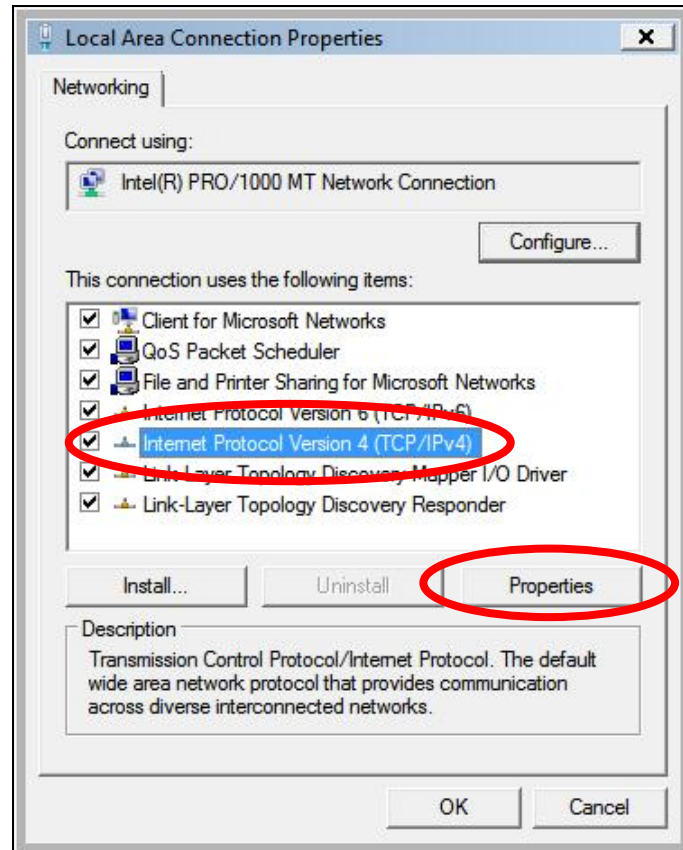 Local Area Connection Properties
Networking
Connect using:
Intel(R) PRO/1000 MT Network Connection
Configure...
This connection uses the following items:
Client for Microsoft Networks
QoS Packet Scheduler
File and Printer Sharing for Microsoft Networks
Internet Protocol Version 6 (TCP/IPv6)
Internet Protocol Version 4 (TCP/IPv4)
Link-Layer Topology Discovery Mapper I/O Driver
Link-Layer Topology Discovery Responder
Install... Uninstall Properties
Description
Transmission Control Protocol/Internet Protocol. The default
wide area network protocol that provides communication
across diverse interconnected networks.
OK Cancel